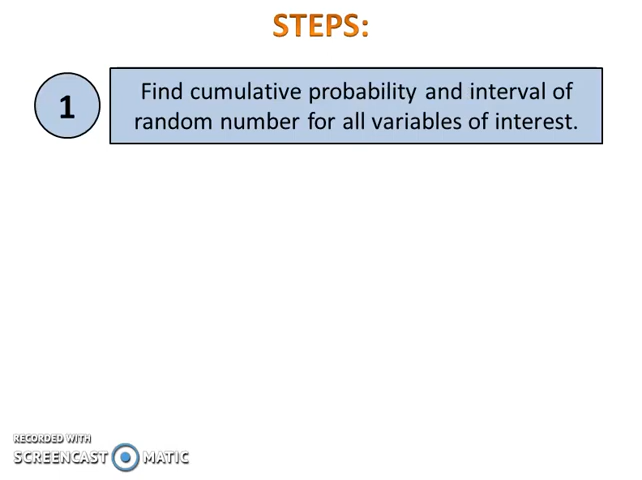 STEPS:
1
Find cumulative probability and interval of
random number for all variables of interest.
RECORDED WITH
SCREENCAST MATIC